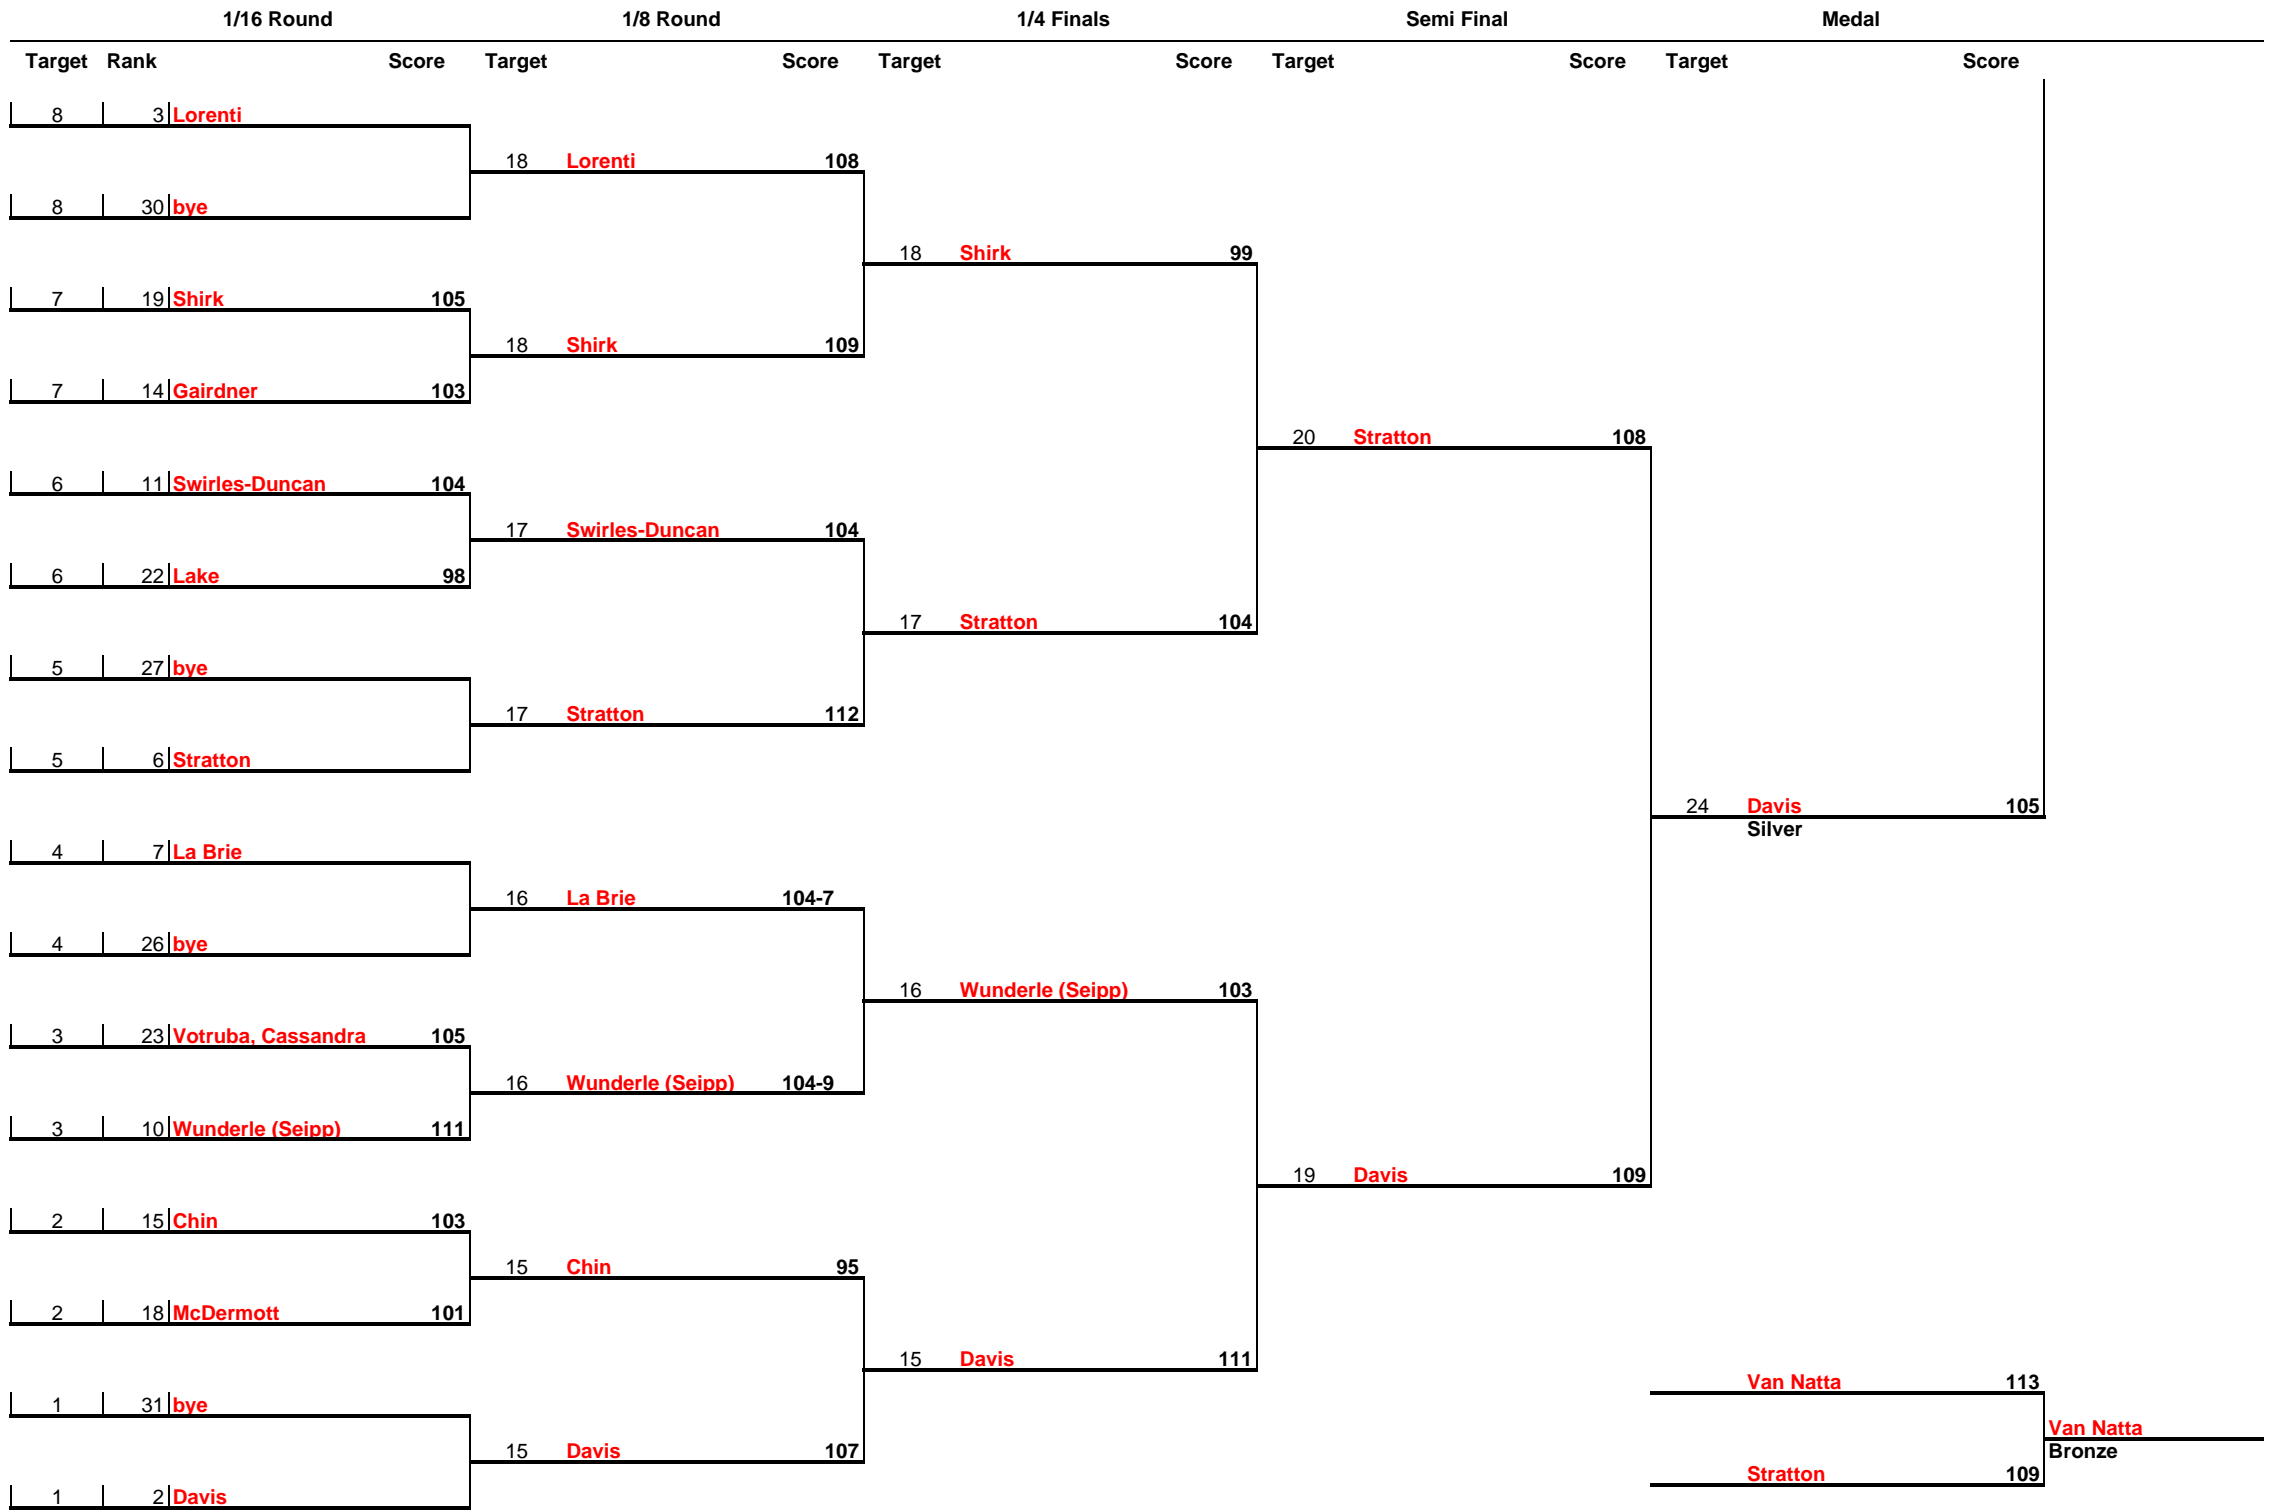 1/16 Round 1/8 Round 1/4 Finals Semi Final Medal
Target Rank Score Target Score Target Score Target Score Target Score
8 3 Lorenti
18 Lorenti 108
8 30 bye
18 Shirk 99
7 19 Shirk 105
18 Shirk 109
7 14 Gairdner 103
20 Stratton 108
6 11 Swirles-Duncan 104
17 Swirles-Duncan 104
6 22 Lake 98
17 Stratton 104
5 27 bye
17 Stratton 112
5 6 Stratton
24 Davis 105
Silver
4 7 La Brie
16 La Brie 104-7
4 26 bye
16 Wunderle (Seipp) 103
3 23 Votruba, Cassandra 105
16 Wunderle (Seipp) 104-9
3 10 Wunderle (Seipp) 111
19 Davis 109
2 15 Chin 103
15 Chin 95
2 18 McDermott 101
15 Davis 111
Van Natta 113
1 31 bye
Van Natta
15 Davis 107
Bronze
Stratton 109
1 2 Davis